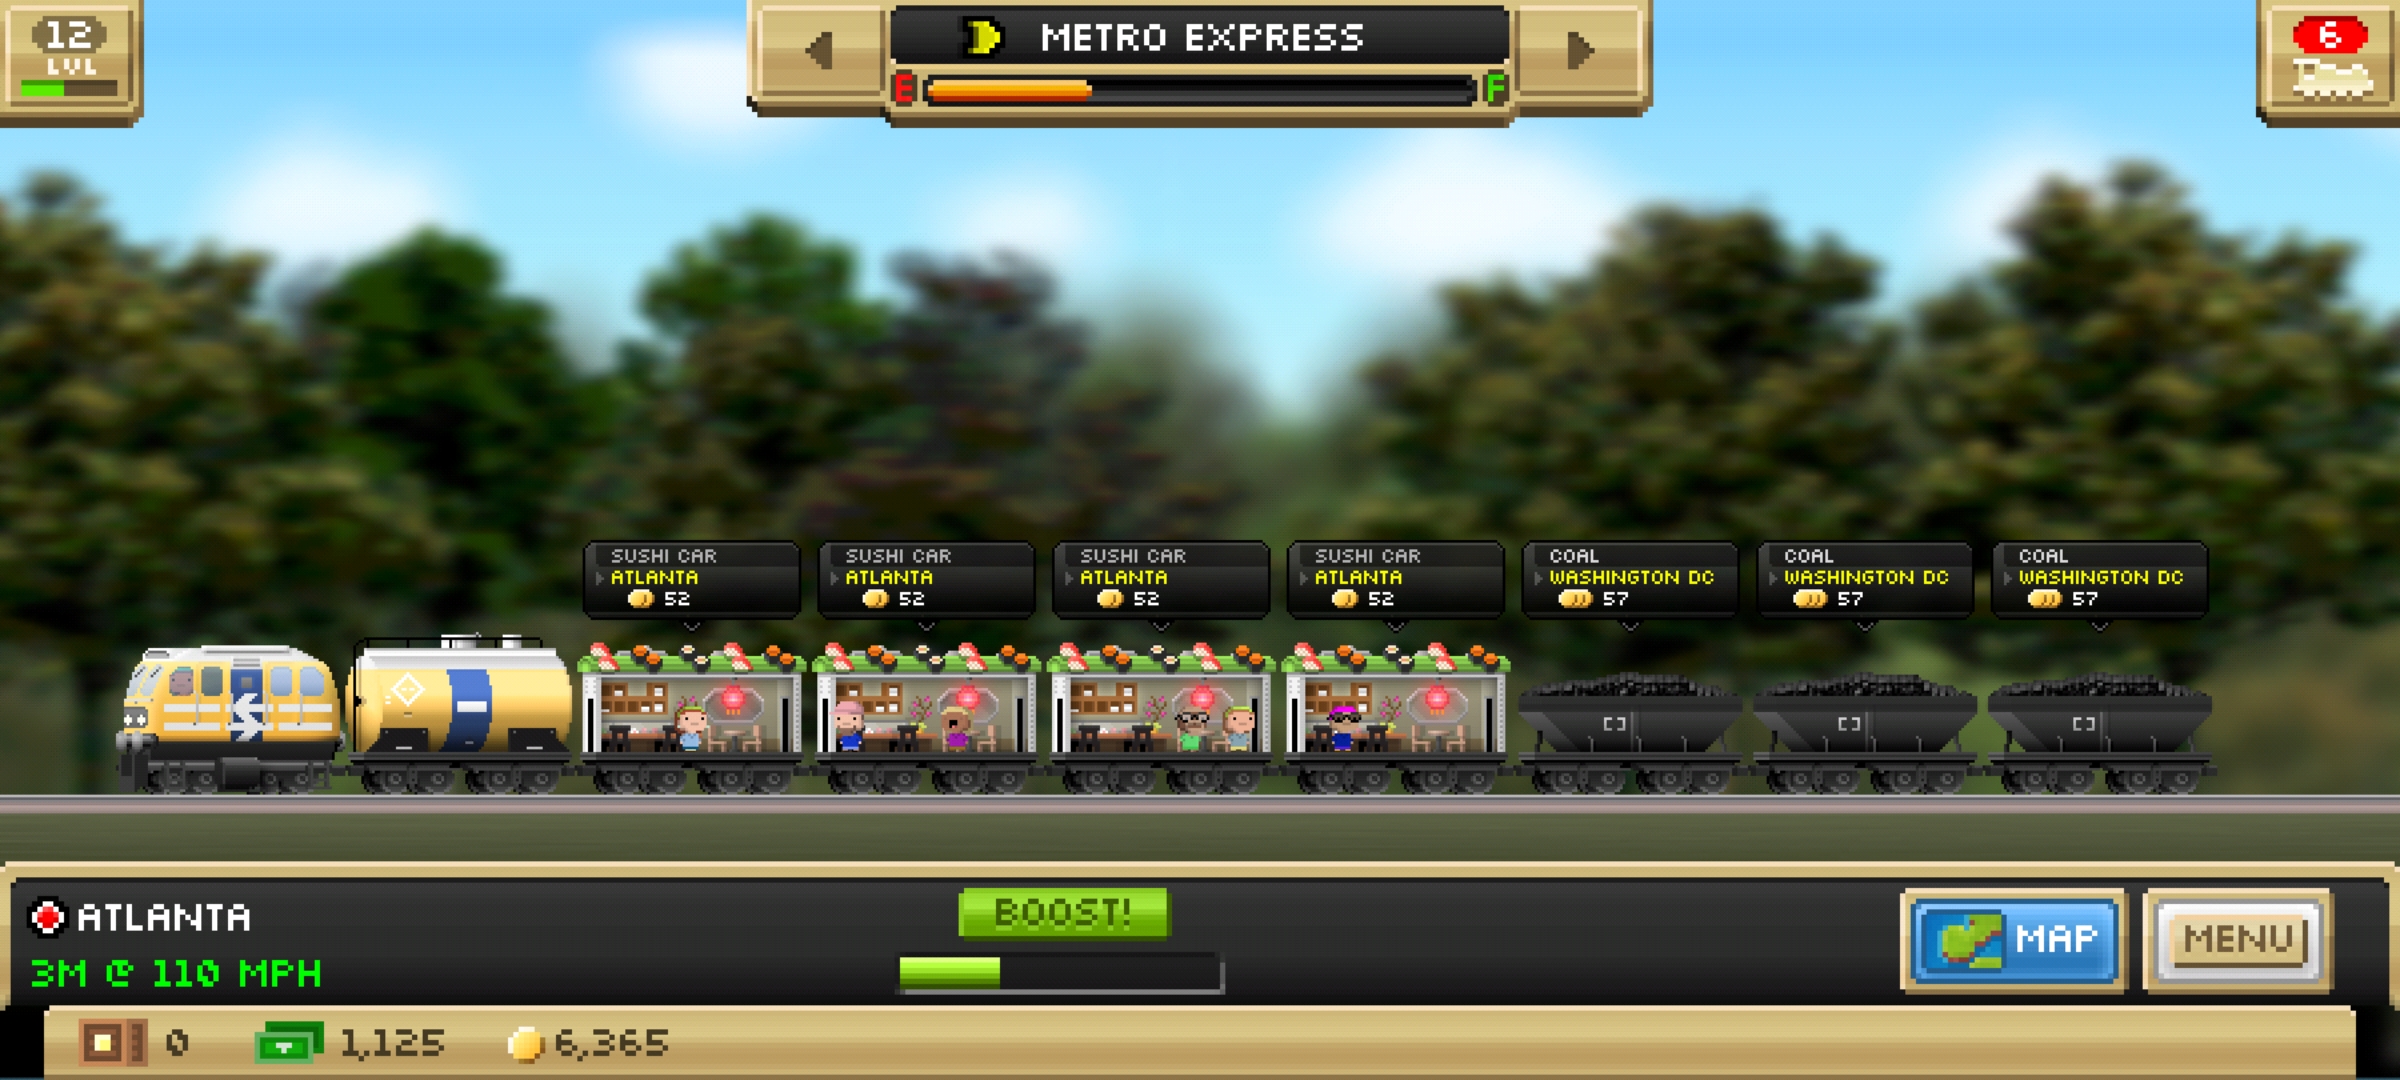 12
LVL
METRO EXPRESS
E F
6
SUSHI CAR
ATLANTA
52
SUSHI CAR
ATLANTA
52
SUSHI CAR
ATLANTA
52
SUSHI CAR
ATLANTA
52
COAL
WASHINGTON DC
57
COAL
WASHINGTON DC
57
COAL
WASHINGTON DC
57
ATLANTA
3M @ 110 MPH
BOOST!
MAP
MENU
0
1,125
6,365